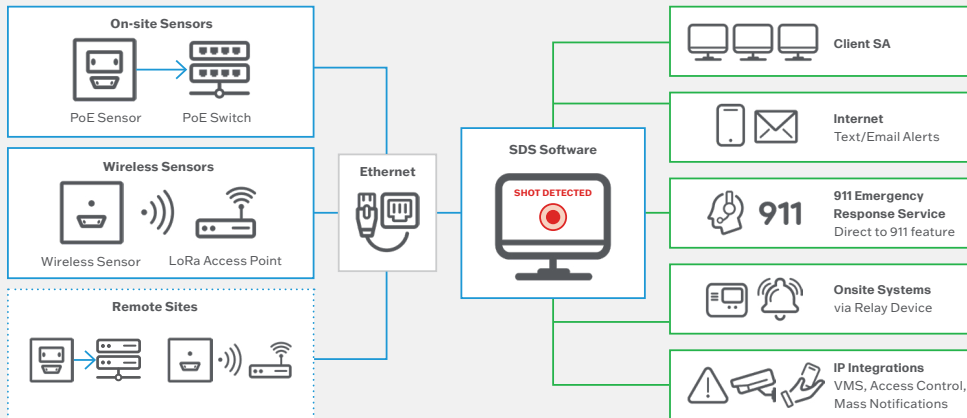 On-site Sensors
PoE Sensor
PoE Switch
Wireless Sensors
Wireless Sensor
LoRa Access Point
Remote Sites
Ethernet
SDS Software
SHOT DETECTED
Client SA
Internet
Text/Email Alerts
911
911 Emergency
Response Service
Direct to 911 feature
Onsite Systems
via Relay Device
IP Integrations
VMS, Access Control,
Mass Notifications